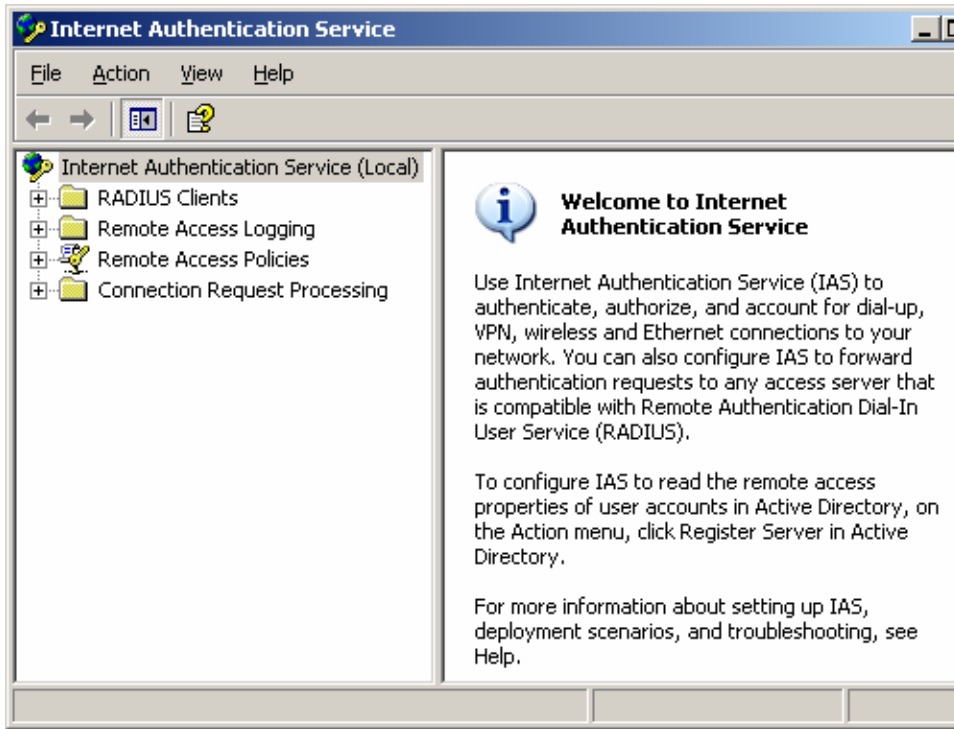 Internet Authentication Service
File Action View Help
Internet Authentication Service (Local)
RADIUS Clients
Remote Access Logging
Remote Access Policies
Connection Request Processing
Welcome to Internet
Authentication Service
Use Internet Authentication Service (IAS) to
authenticate, authorize, and account for dial-up,
VPN, wireless and Ethernet connections to your
network. You can also configure IAS to forward
authentication requests to any access server that
is compatible with Remote Authentication Dial-In
User Service (RADIUS).
To configure IAS to read the remote access
properties of user accounts in Active Directory, on
the Action menu, click Register Server in Active
Directory.
For more information about setting up IAS,
deployment scenarios, and troubleshooting, see
Help.